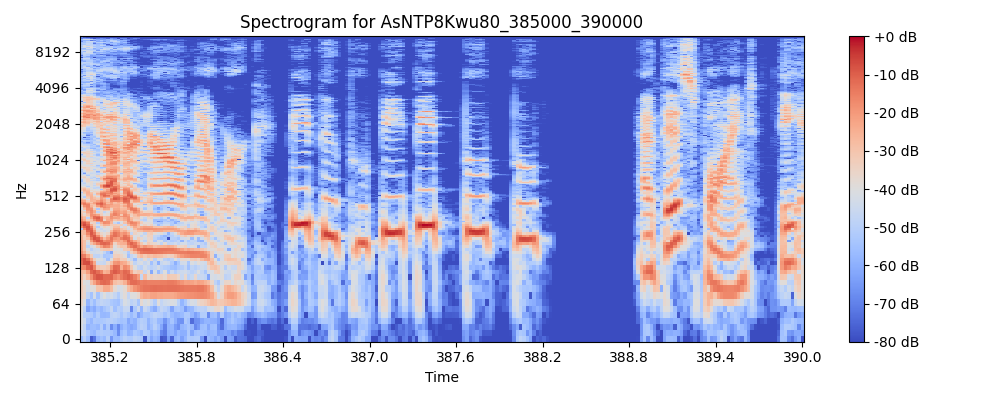 Spectrogram for AsNTP8Kwu80_385000_390000
8192
4096
2048
1024
512
256
128
64
0
Hz
385.2 385.8 386.4 387.0 387.6 388.2 388.8 389.4 390.0
Time
+0 dB
-10 dB
-20 dB
-30 dB
-40 dB
-50 dB
-60 dB
-70 dB
-80 dB